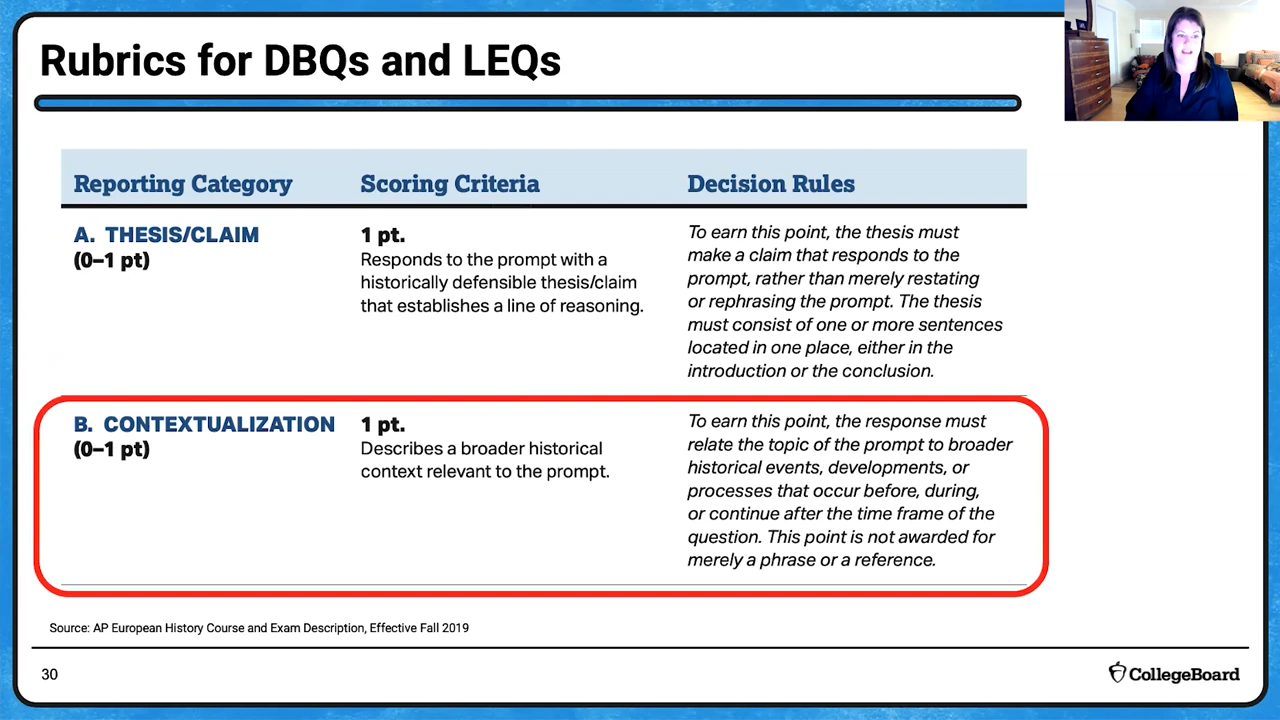 Rubrics for DBQs and LEQs
Reporting Category
Scoring Criteria
Decision Rules
A. THESIS/CLAIM
(0–1 pt)
1 pt.
Responds to the prompt with a
historically defensible thesis/claim
that establishes a line of reasoning.
To earn this point, the thesis must
make a claim that responds to the
prompt, rather than merely restating
or rephrasing the prompt. The thesis
must consist of one or more sentences
located in one place, either in the
introduction or the conclusion.
B. CONTEXTUALIZATION
(0–1 pt)
1 pt.
Describes a broader historical
context relevant to the prompt.
To earn this point, the response must
relate the topic of the prompt to broader
historical events, developments, or
processes that occur before, during,
or continue after the time frame of the
question. This point is not awarded for
merely a phrase or a reference.
Source: AP European History Course and Exam Description, Effective Fall 2019
30
CollegeBoard